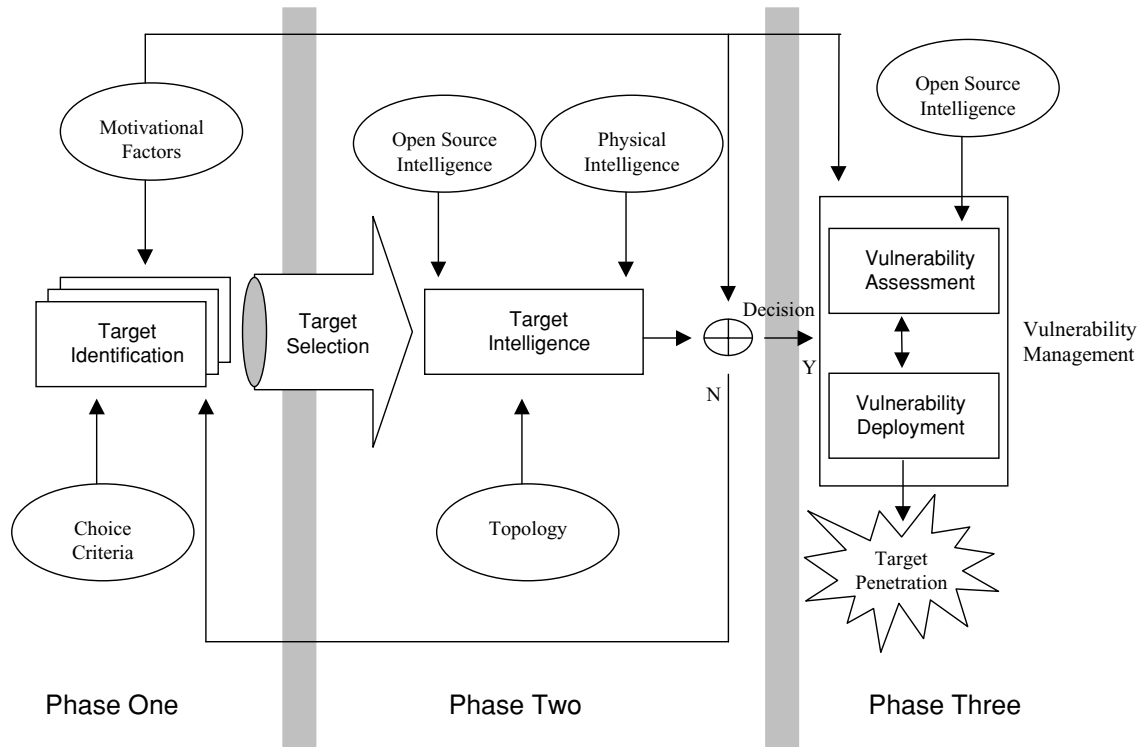 Motivational
Factors
Open Source
Intelligence
Physical
Intelligence
Open Source
Intelligence
Target
Identification
Target
Selection
Target
Intelligence
Decision
Y
N
Vulnerability
Assessment
Vulnerability
Deployment
Vulnerability
Management
Choice
Criteria
Topology
Target
Penetration
Phase One
Phase Two
Phase Three